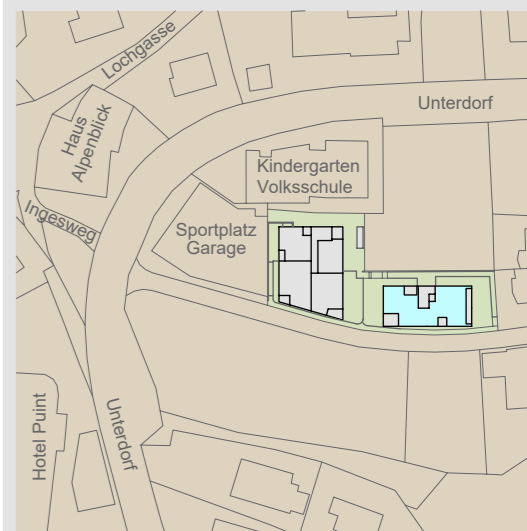 Lochgasse
Unterdorf
Haus
Alpenblick
Kindergarten
Volksschule
Ingesweg
Sportplatz
Garage
Hotel Puint
Unterdorf